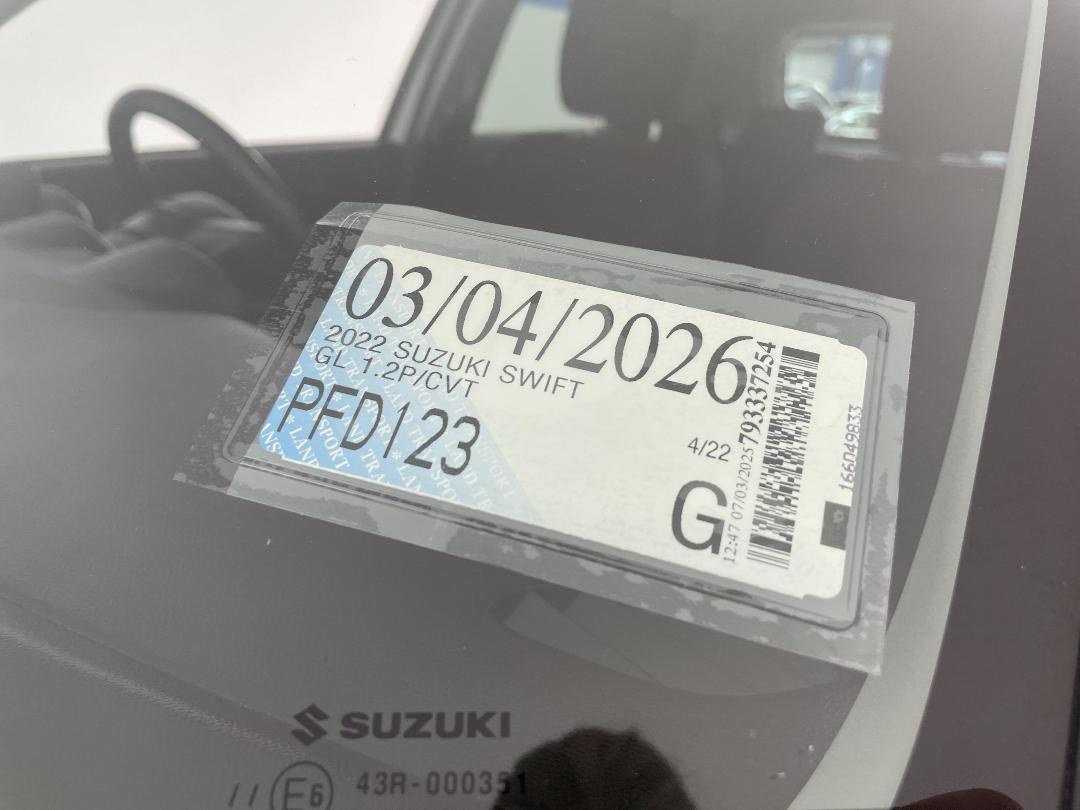 03/04/2026
2022 SUZUKI SWIFT
GL 1.2P/CVT
PFD123
4/22
G
12:47 07/03/2025 793337254
166049833
SUZUKI
E6
43R-000351